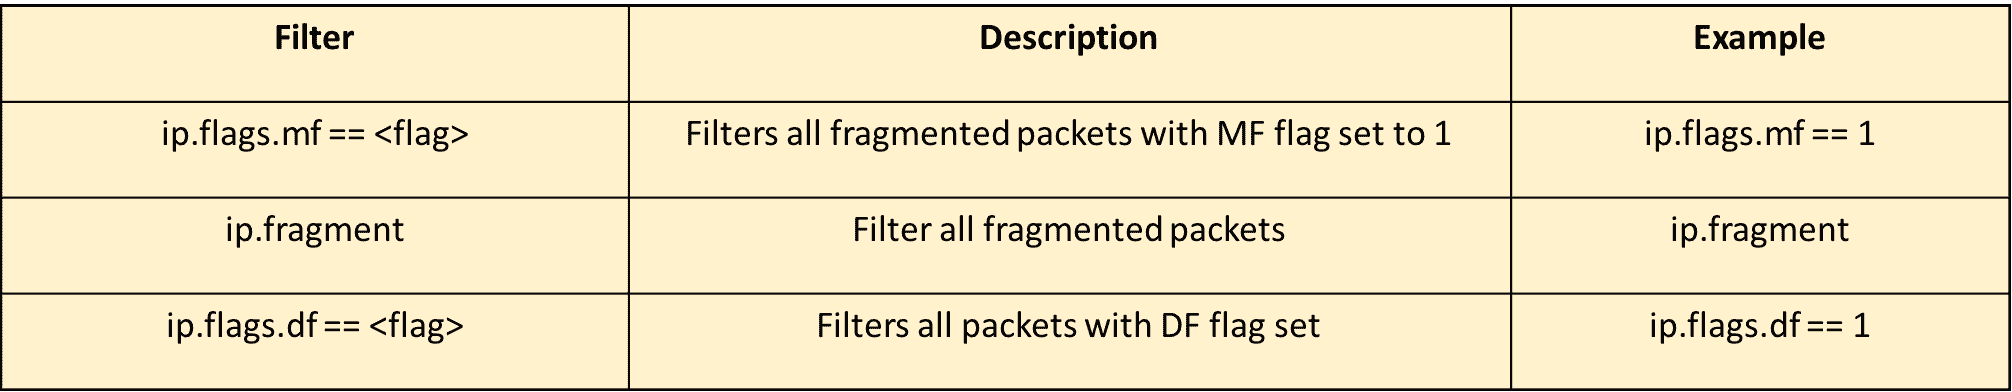 Filter Description Example
ip.flags.mf == <flag> Filters all fragmented packets with MF flag set to 1 ip.flags.mf == 1
ip.fragment Filter all fragmented packets ip.fragment
ip.flags.df == <flag> Filters all packets with DF flag set ip.flags.df == 1